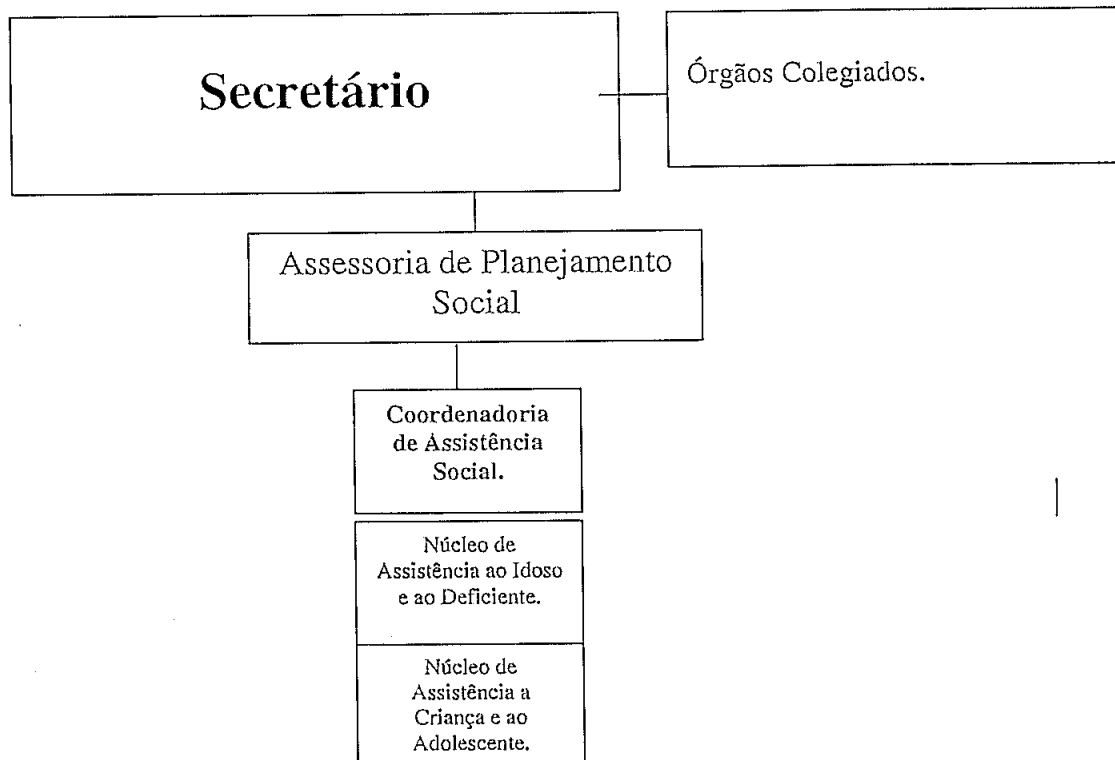 Secretário
Órgãos Colegiados.
Assessoria de Planejamento
Social
Coordenadoria
de Assistência
Social.
Núcleo de
Assistência ao Idoso
e ao Deficiente.
Núcleo de
Assistência a
Criança e ao
Adolescente.